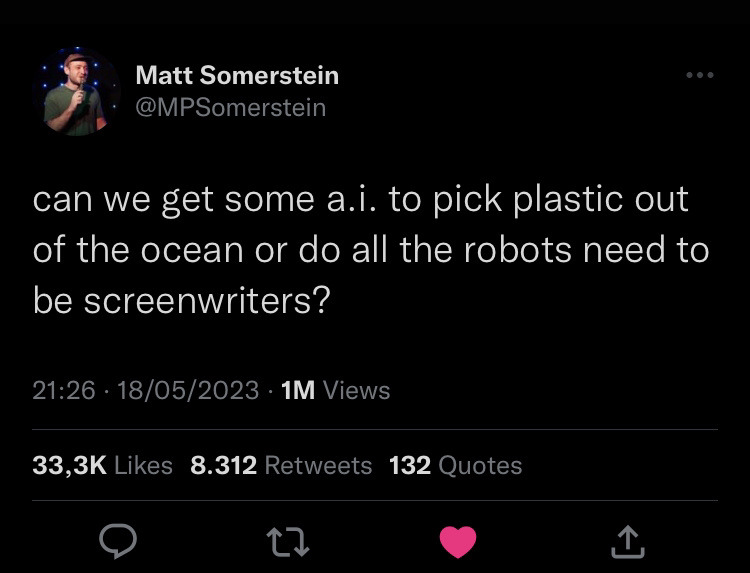 Matt Somerstein
@MPSomerstein
can we get some a.i. to pick plastic out
of the ocean or do all the robots need to
be screenwriters?
21:26 · 18/05/2023 · 1M Views
33,3K Likes 8.312 Retweets 132 Quotes